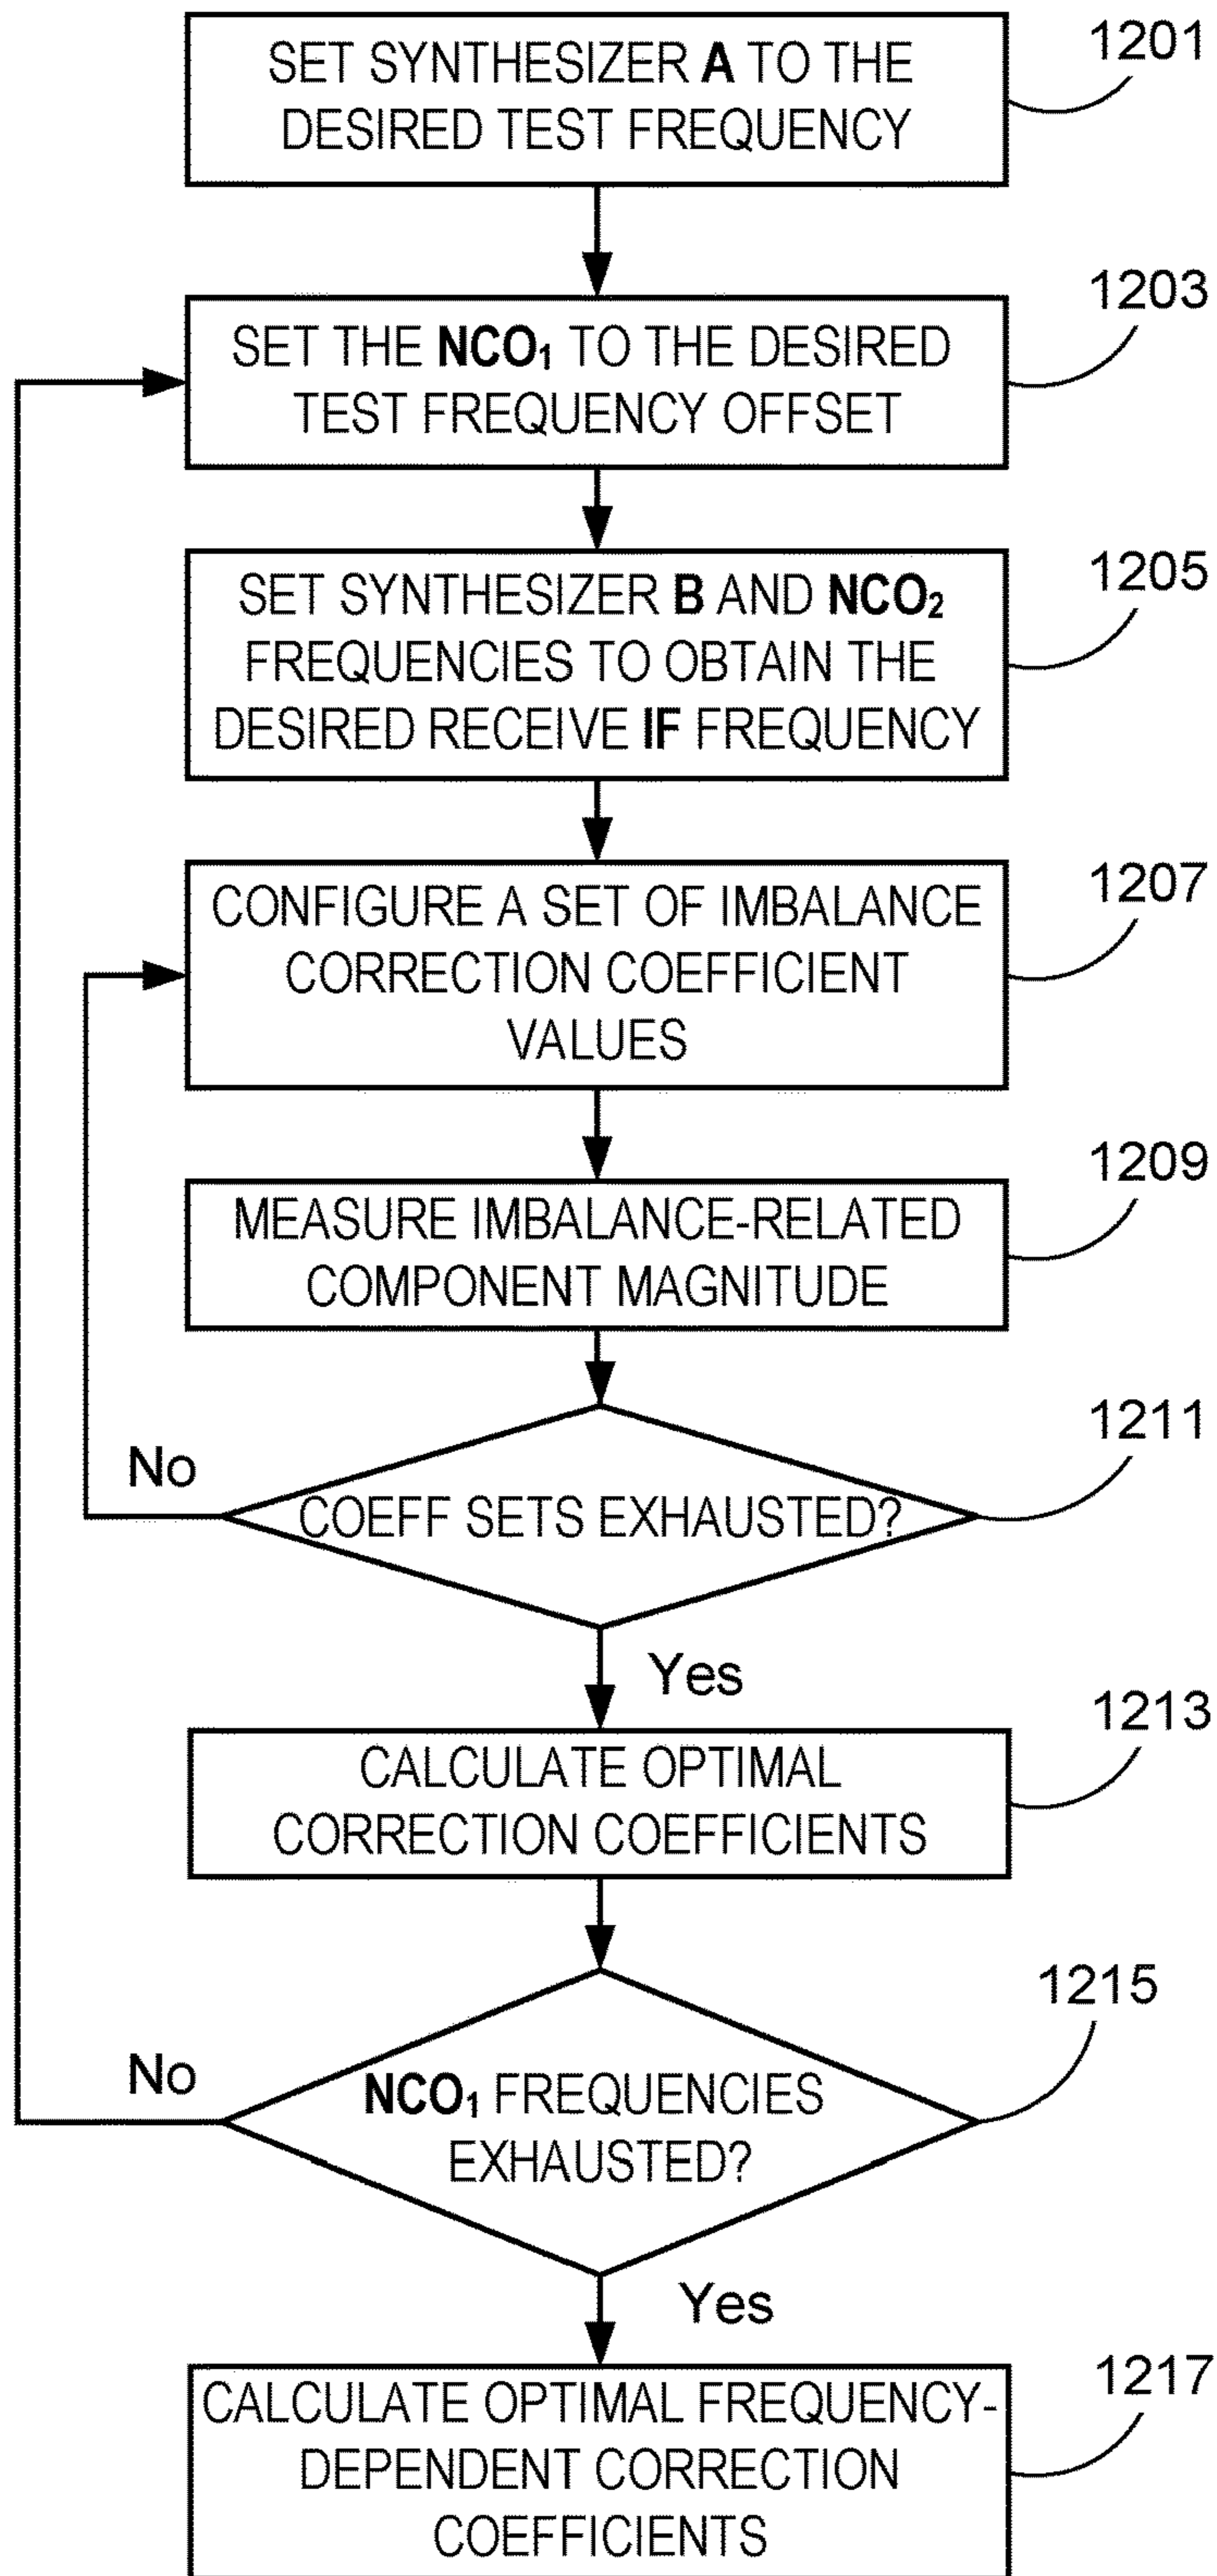 SET SYNTHESIZER A TO THE
DESIRED TEST FREQUENCY
1201
SET THE NCO₁ TO THE DESIRED
TEST FREQUENCY OFFSET
1203
SET SYNTHESIZER B AND NCO₂
FREQUENCIES TO OBTAIN THE
DESIRED RECEIVE IF FREQUENCY
1205
CONFIGURE A SET OF IMBALANCE
CORRECTION COEFFICIENT
VALUES
1207
MEASURE IMBALANCE-RELATED
COMPONENT MAGNITUDE
1209
COEFF SETS EXHAUSTED?
1211
No
Yes
CALCULATE OPTIMAL
CORRECTION COEFFICIENTS
1213
NCO₁ FREQUENCIES
EXHAUSTED?
1215
No
Yes
CALCULATE OPTIMAL FREQUENCY-
DEPENDENT CORRECTION
COEFFICIENTS
1217